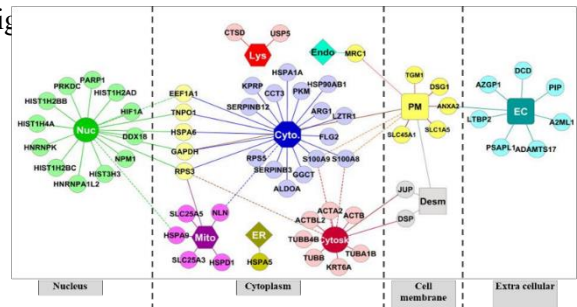 Fig
CTSD
USP5
Lys
Endo
MRC1
PRKDC
PARP1
HIST1H2AD
HIST1H2BB
HIF1A
HIST1H4A
Nuc
DDX18
HNRNPK
NPM1
HIST1H2BC
HIST3H3
HNRNPA1L2
EEF1A1
TNPO1
HSPA6
GAPDH
RPS3
HSPA1A
KPRP
CCT3
PKM
HSP90AB1
SERPINB12
ARG1
LZTR1
Cyto.
FLG2
RPS5
S100A9
S100A8
SERPINB3
GGCT
ALDOA
TGM1
DSG1
PM
ANXA2
SLC45A1
SLC1A5
DCD
AZGP1
PIP
LTBP2
EC
A2ML1
PSAPL1
ADAMTS17
JUP
Desm
DSP
SLC25A5
NLN
HSPA9
Mito
SLC25A3
HSPD1
ER
HSPA5
ACTA2
ACTBL2
ACTB
TUBB4B
Cytosk
TUBB
TUBA1B
KRT6A
Nucleus
Cytoplasm
Cell
membrane
Extra cellular